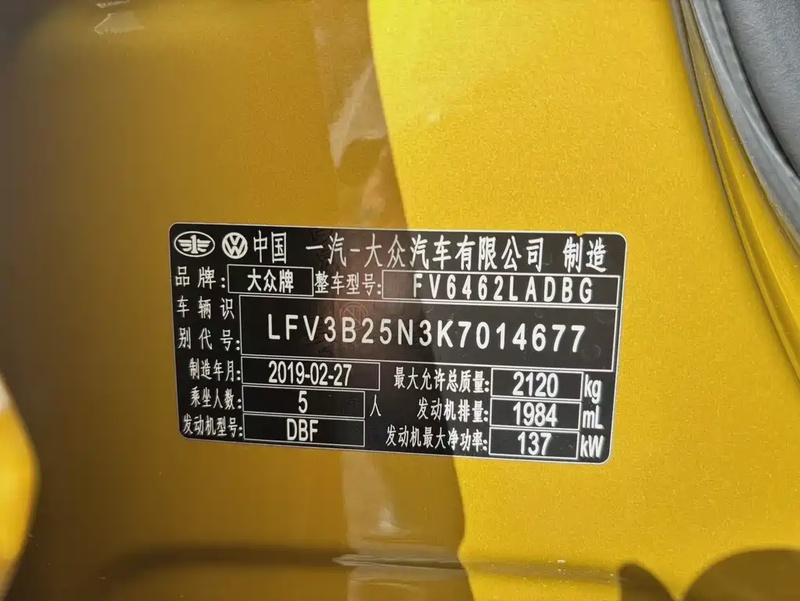 中国 一汽-大众汽车有限公司 制造
品牌: 大众牌 整车型号: FV6462LADBG
车辆识别代号: LFV3B25N3K7014677
制造年月: 2019-02-27 最大允许总质量: 2120 kg
乘坐人数: 5 人 发动机排量: 1984 mL
发动机型号: DBF 发动机最大净功率: 137 kW